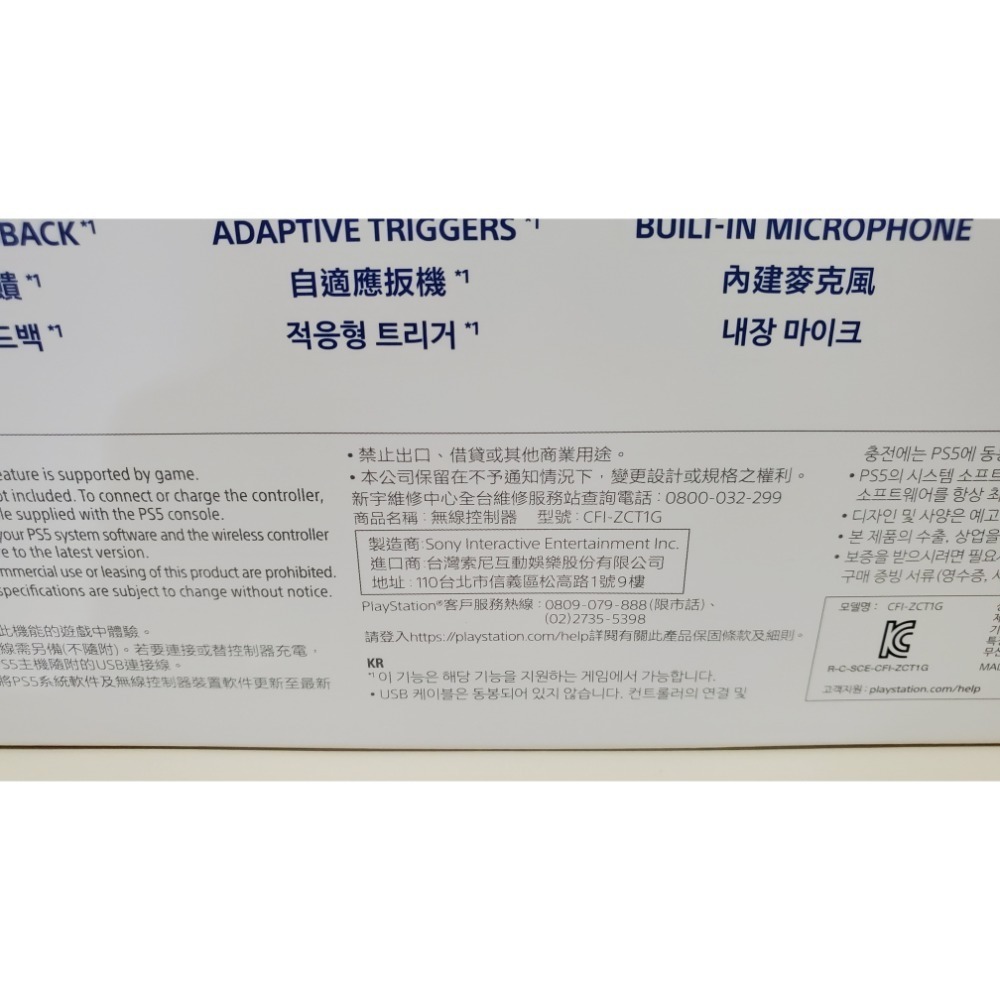 BACK*1
饋 *1
드백 *1
ADAPTIVE TRIGGERS *1
自適應扳機 *1
적응형 트리거 *1
BUILT-IN MICROPHONE
內建麥克風
내장 마이크
eature is supported by game.
ot included. To connect or charge the controller,
le supplied with the PS5 console.
your PS5 system software and the wireless controller
re to the latest version.
mmercial use or leasing of this product are prohibited.
specifications are subject to change without notice.
此機能的遊戲中體驗。
線需另備(不隨附)。若要連接或替控制器充電，
PS5主機隨附的USB連接線。
將PS5系統軟件及無線控制器裝置軟件更新至最新
• 禁止出口、借貸或其他商業用途。
• 本公司保留在不予通知情況下，變更設計或規格之權利。
新宇維修中心全台維修服務站查詢電話：0800-032-299
商品名稱：無線控制器 型號：CFI-ZCT1G
製造商:Sony Interactive Entertainment Inc.
進口商:台灣索尼互動娛樂股份有限公司
地址：110台北市信義區松高路1號9樓
PlayStation®客戶服務熱線：0809-079-888(限市話)、
(02)2735-5398
請登入https://playstation.com/help詳閱有關此產品保固條款及細則。
KR
*1 이 기능은 해당 기능을 지원하는 게임에서 가능합니다.
• USB 케이블은 동봉되어 있지 않습니다. 컨트롤러의 연결 및
충전에는 PS5에 동
• PS5의 시스템 소프트
소프트웨어를 항상 최
• 디자인 및 사양은 예고
• 본 제품의 수출, 상업을
• 보증을 받으시려면 필요
구매 증빙 서류(영수증,
모델명 : CFI-ZCT1G
R-C-SCE-CFI-ZCT1G
고객지원 : playstation.com/help